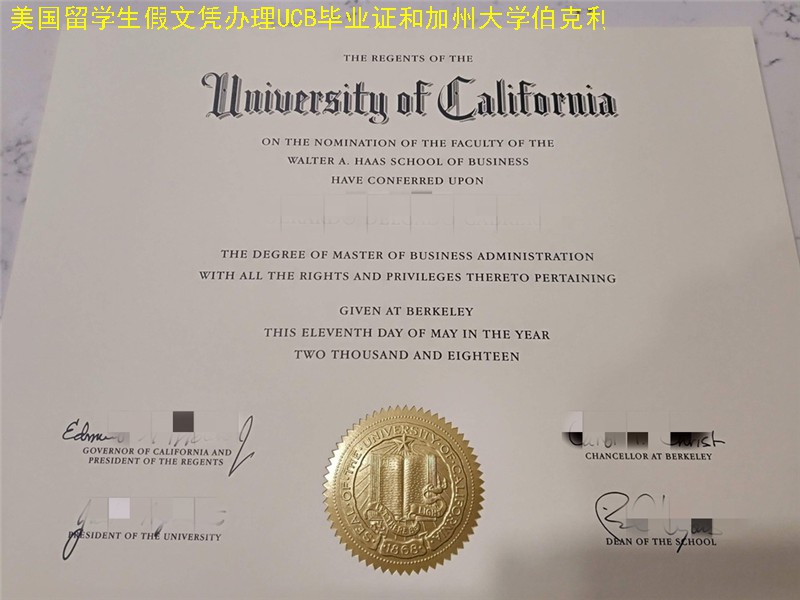 美国留学生假文凭办理UCB毕业证和加州大学伯克利
THE REGENTS OF THE
University of California
ON THE NOMINATION OF THE FACULTY OF THE
WALTER A. HAAS SCHOOL OF BUSINESS
HAVE CONFERRED UPON
THE DEGREE OF MASTER OF BUSINESS ADMINISTRATION
WITH ALL THE RIGHTS AND PRIVILEGES THERETO PERTAINING
GIVEN AT BERKELEY
THIS ELEVENTH DAY OF MAY IN THE YEAR
TWO THOUSAND AND EIGHTEEN
GOVERNOR OF CALIFORNIA AND
PRESIDENT OF THE REGENTS
CHANCELLOR AT BERKELEY
PRESIDENT OF THE UNIVERSITY
DEAN OF THE SCHOOL
SEAL OF THE UNIVERSITY OF CALIFORNIA
LET THERE BE LIGHT
1868